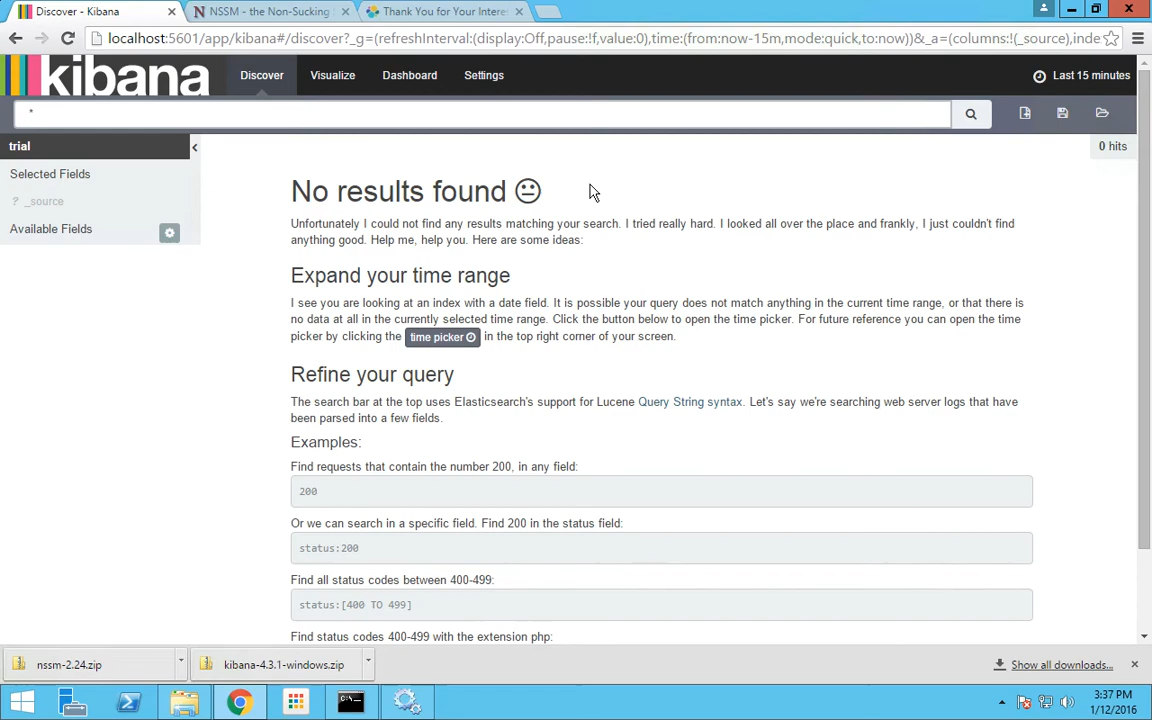 Discover - Kibana
NSSM - the Non-Sucking
Thank You for Your Intere
localhost:5601/app/kibana#/discover?_g=(refreshInterval:(display:Off,pause:!f,value:0),time:(from:now-15m,mode:quick,to:now))&_a=(columns:!(_source),inde
kibana
Discover
Visualize
Dashboard
Settings
Last 15 minutes
*
trial
0 hits
Selected Fields
? _source
Available Fields
No results found
Unfortunately I could not find any results matching your search. I tried really hard. I looked all over the place and frankly, I just couldn't find
anything good. Help me, help you. Here are some ideas:
Expand your time range
I see you are looking at an index with a date field. It is possible your query does not match anything in the current time range, or that there is
no data at all in the currently selected time range. Click the button below to open the time picker. For future reference you can open the time
picker by clicking the time picker in the top right corner of your screen.
Refine your query
The search bar at the top uses Elasticsearch's support for Lucene Query String syntax. Let's say we're searching web server logs that have
been parsed into a few fields.
Examples:
Find requests that contain the number 200, in any field:
200
Or we can search in a specific field. Find 200 in the status field:
status:200
Find all status codes between 400-499:
status:[400 TO 499]
Find status codes 400-499 with the extension php:
nssm-2.24.zip
kibana-4.3.1-windows.zip
Show all downloads...
3:37 PM
1/12/2016